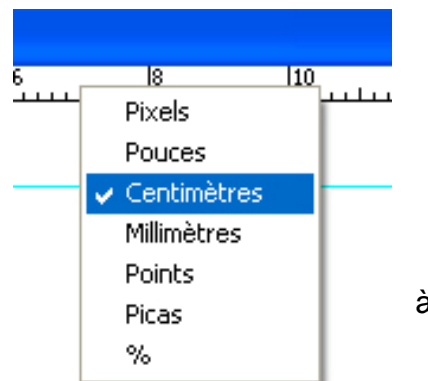 6 8 10
Pixels
Pouces
✓ Centimètres
Millimètres
Points
à
Picas
%